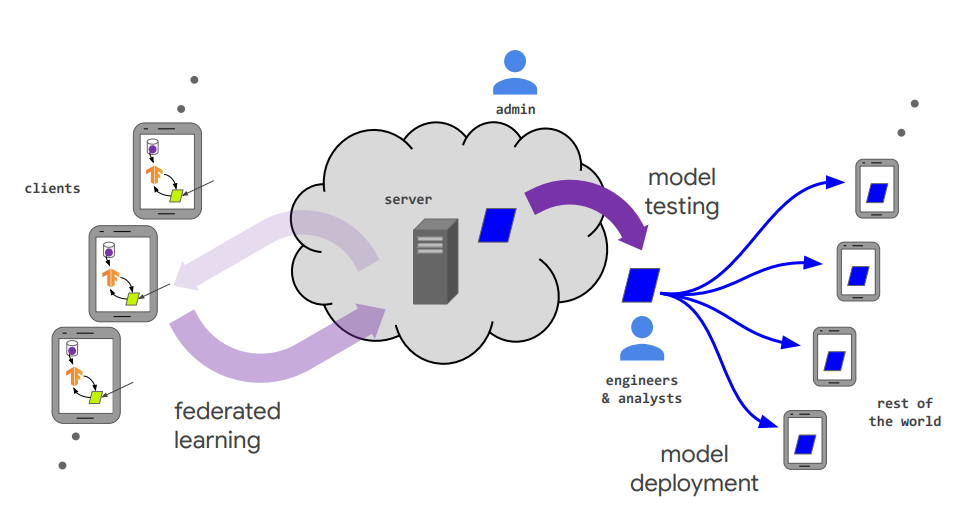 admin
clients
server
model
testing
engineers
& analysts
federated
learning
rest of
the world
model
deployment